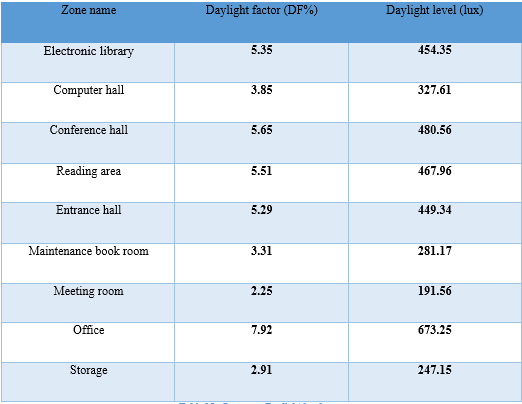 Zone name Daylight factor (DF%) Daylight level (lux)
Electronic library 5.35 454.35
Computer hall 3.85 327.61
Conference hall 5.65 480.56
Reading area 5.51 467.96
Entrance hall 5.29 449.34
Maintenance book room 3.31 281.17
Meeting room 2.25 191.56
Office 7.92 673.25
Storage 2.91 247.15